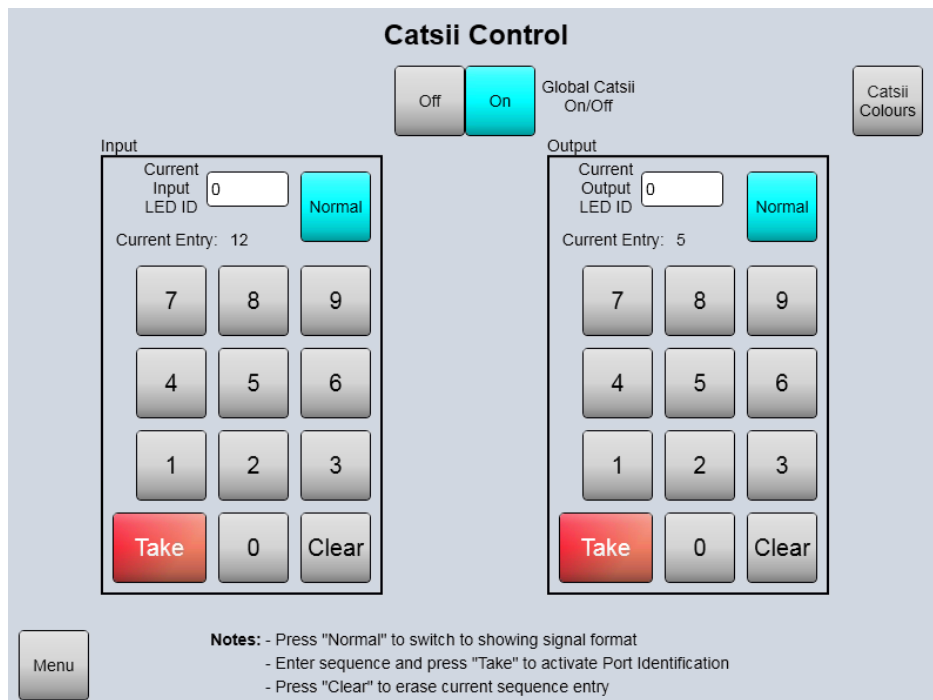 Catsii Control
Off
On
Global Catsii
On/Off
Catsii
Colours
Input
Current
Input
LED ID
0
Normal
Current Entry: 12
7 8 9
4 5 6
1 2 3
Take 0 Clear
Output
Current
Output
LED ID
0
Normal
Current Entry: 5
7 8 9
4 5 6
1 2 3
Take 0 Clear
Menu
Notes: - Press "Normal" to switch to showing signal format
- Enter sequence and press "Take" to activate Port Identification
- Press "Clear" to erase current sequence entry